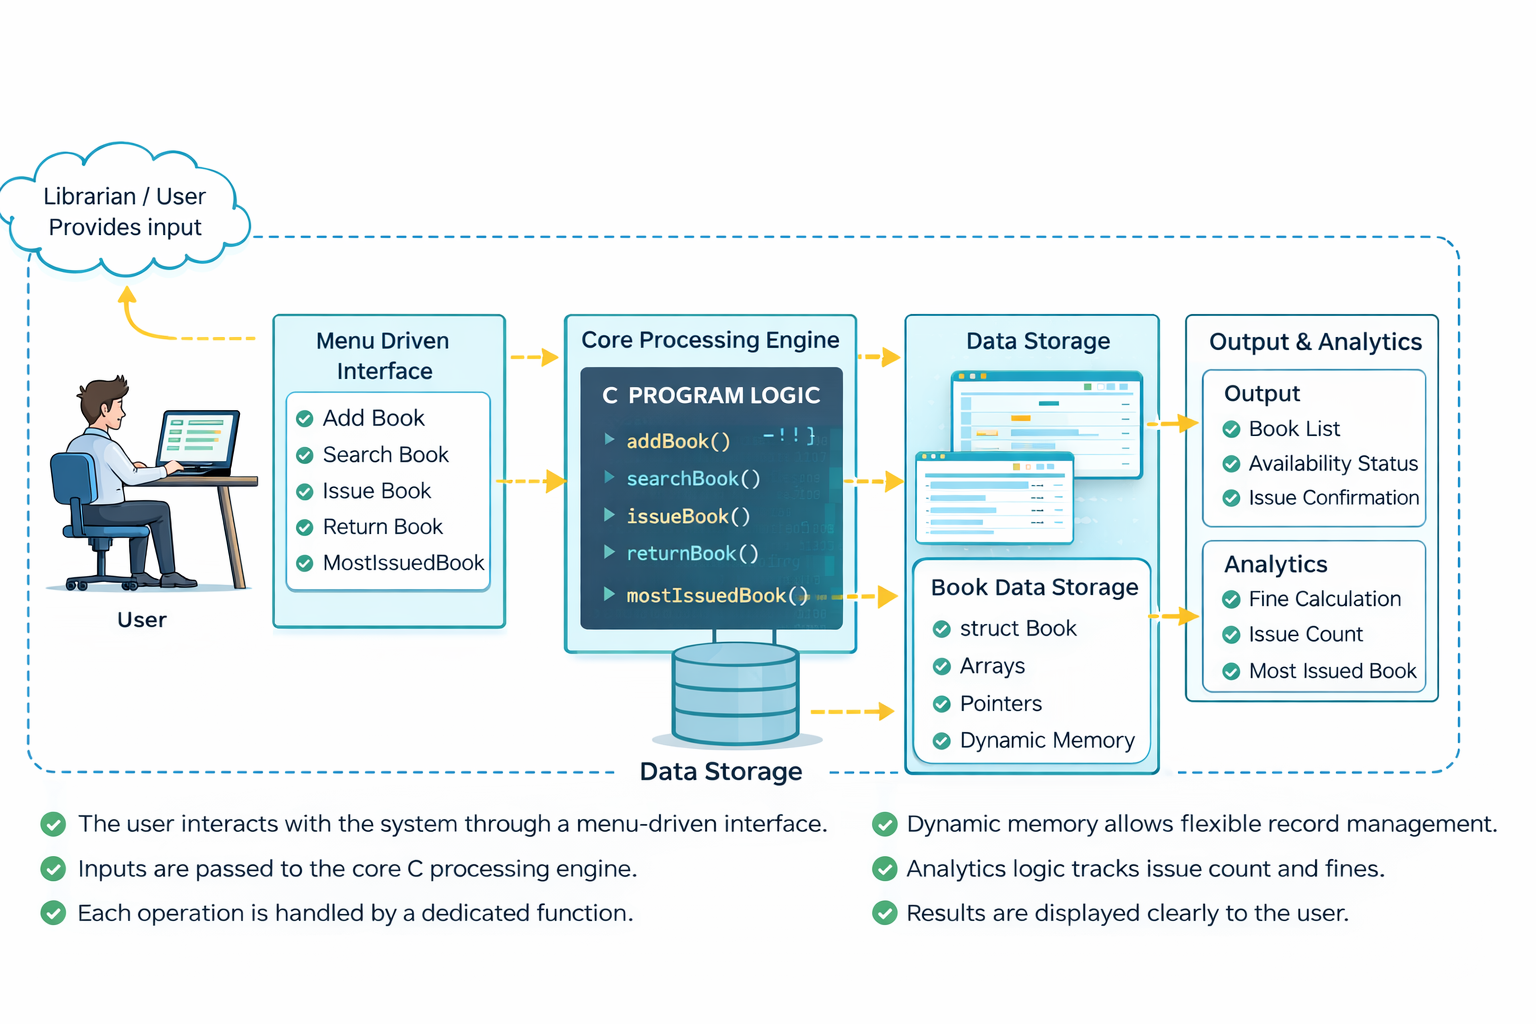 Librarian / User
Provides input
User
Menu Driven
Interface
Add Book
Search Book
Issue Book
Return Book
MostIssuedBook
Core Processing Engine
C PROGRAM LOGIC
addBook()
-!!}
searchBook()
issueBook()
returnBook()
mostIssuedBook()
Data Storage
Data Storage
Book Data Storage
struct Book
Arrays
Pointers
Dynamic Memory
Output & Analytics
Output
Book List
Availability Status
Issue Confirmation
Analytics
Fine Calculation
Issue Count
Most Issued Book
The user interacts with the system through a menu-driven interface.
Inputs are passed to the core C processing engine.
Each operation is handled by a dedicated function.
Dynamic memory allows flexible record management.
Analytics logic tracks issue count and fines.
Results are displayed clearly to the user.